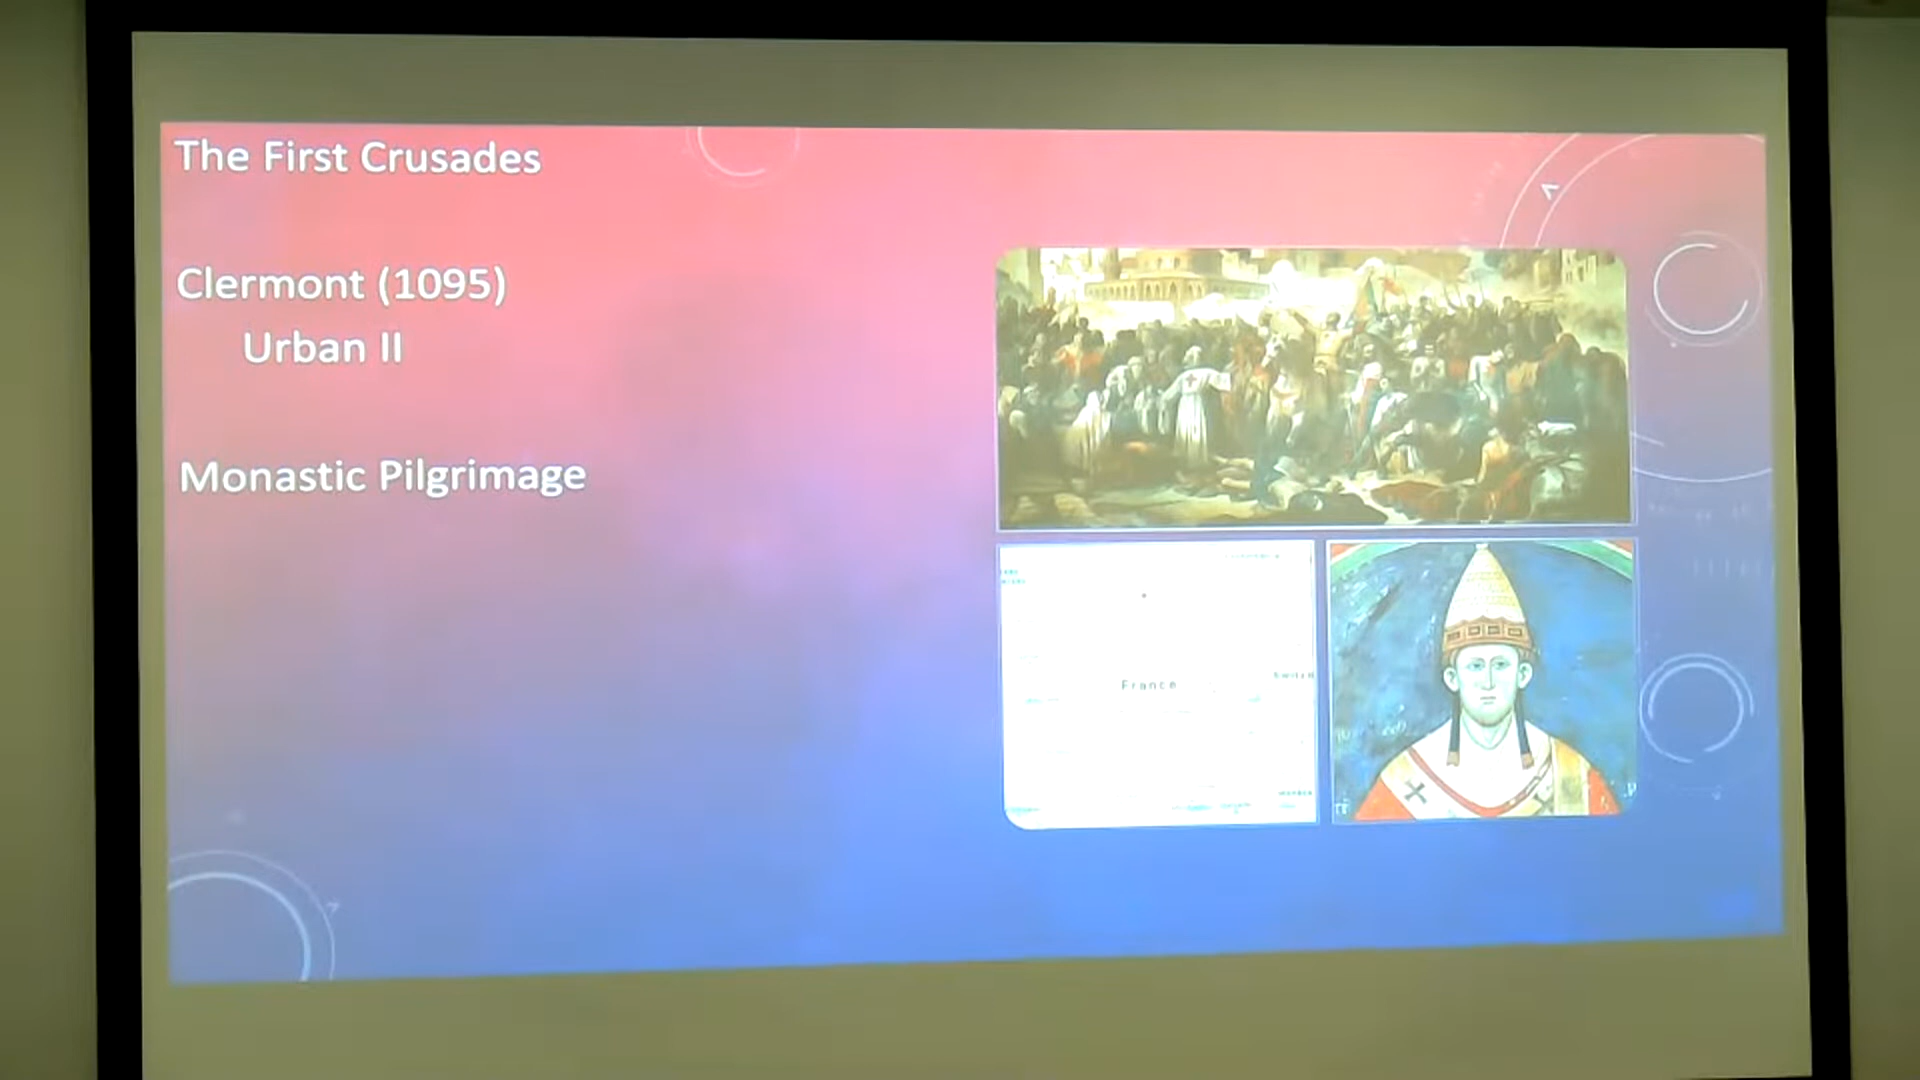 The First Crusades
Clermont (1095)
Urban II
Monastic Pilgrimage
France